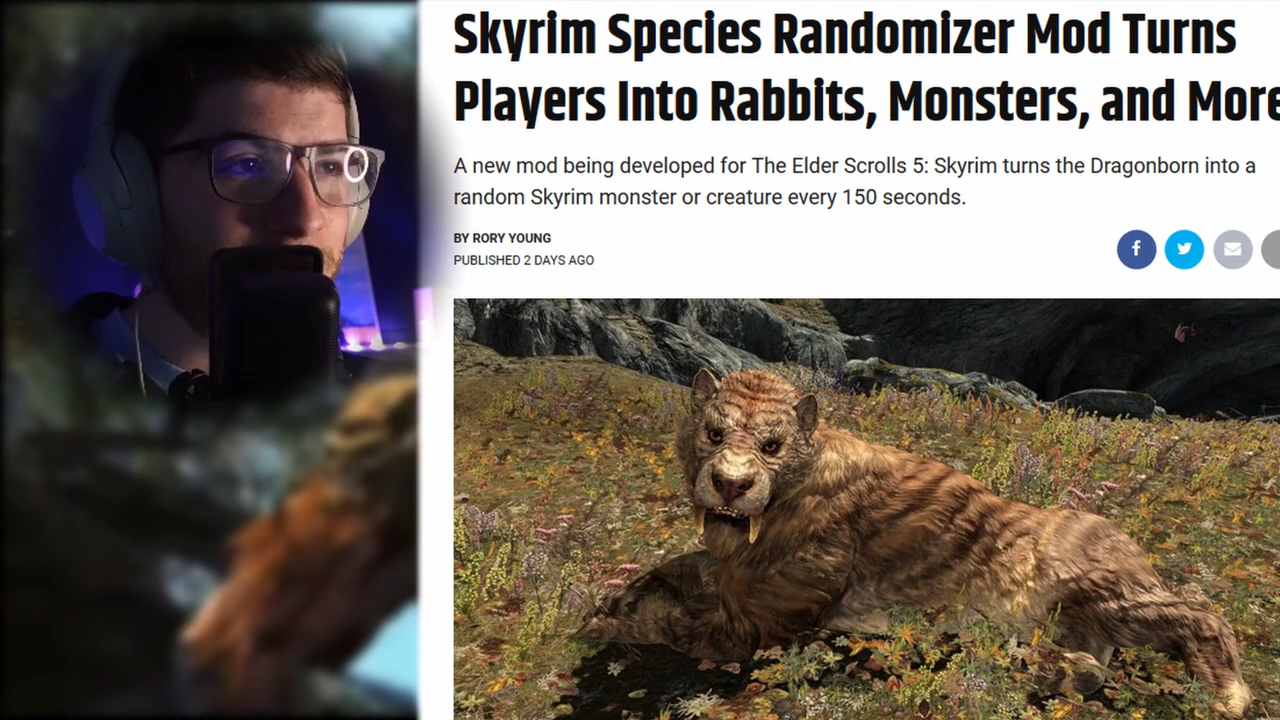 Skyrim Species Randomizer Mod Turns
Players Into Rabbits, Monsters, and More
A new mod being developed for The Elder Scrolls 5: Skyrim turns the Dragonborn into a
random Skyrim monster or creature every 150 seconds.
BY RORY YOUNG
PUBLISHED 2 DAYS AGO